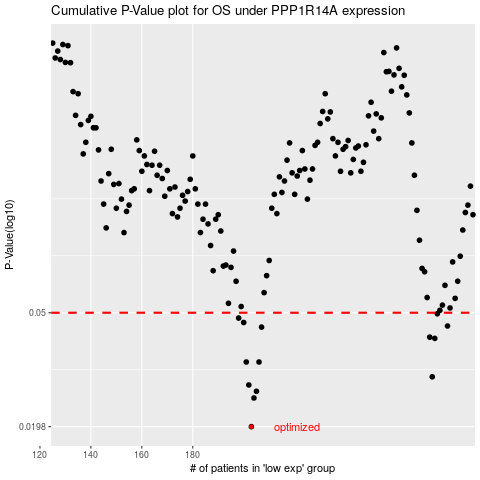 Cumulative P-Value plot for OS under PPP1R14A expression
P-Value(log10)
0.05
0.0198
optimized
120 140 160 180
# of patients in 'low exp' group